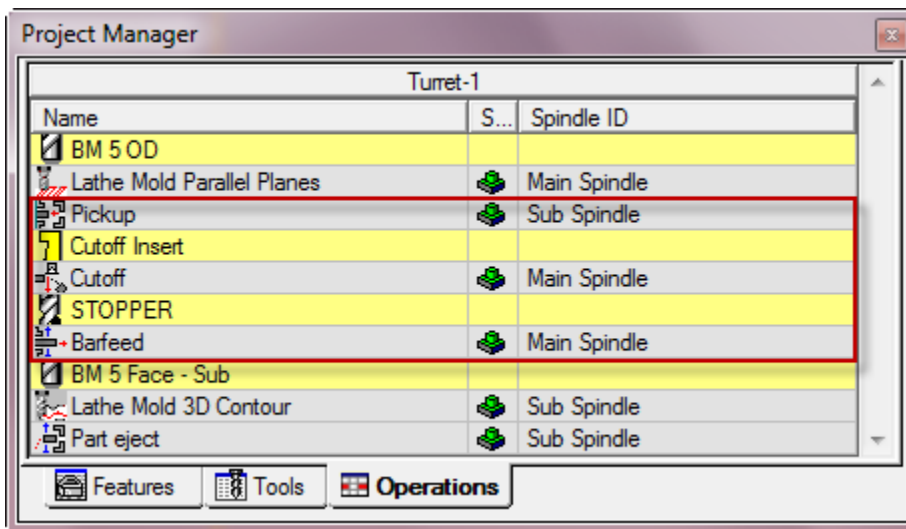 Project Manager
Turret-1
Name S... Spindle ID
BM 5 OD
Lathe Mold Parallel Planes Main Spindle
Pickup Sub Spindle
Cutoff Insert
Cutoff Main Spindle
STOPPER
Barfeed Main Spindle
BM 5 Face - Sub
Lathe Mold 3D Contour Sub Spindle
Part eject Sub Spindle
Features Tools Operations